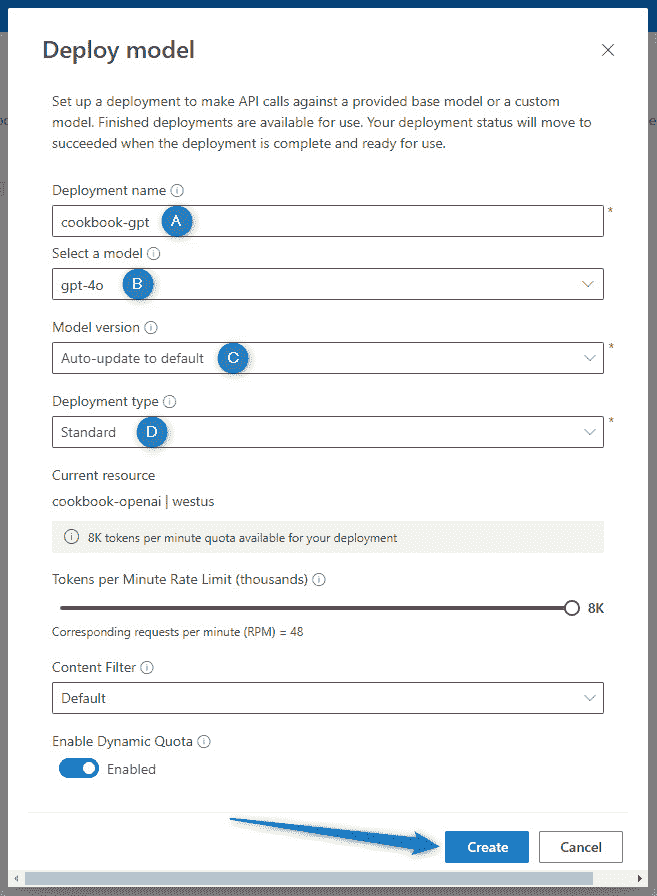 Deploy model
Set up a deployment to make API calls against a provided base model or a custom
model. Finished deployments are available for use. Your deployment status will move to
succeeded when the deployment is complete and ready for use.
Deployment name
cookbook-gpt A
*
Select a model
gpt-4o B
Model version
Auto-update to default C
*
Deployment type
Standard D
*
Current resource
cookbook-openai | westus
8K tokens per minute quota available for your deployment
Tokens per Minute Rate Limit (thousands)
8K
Corresponding requests per minute (RPM) = 48
Content Filter
Default
Enable Dynamic Quota
Enabled
Create Cancel